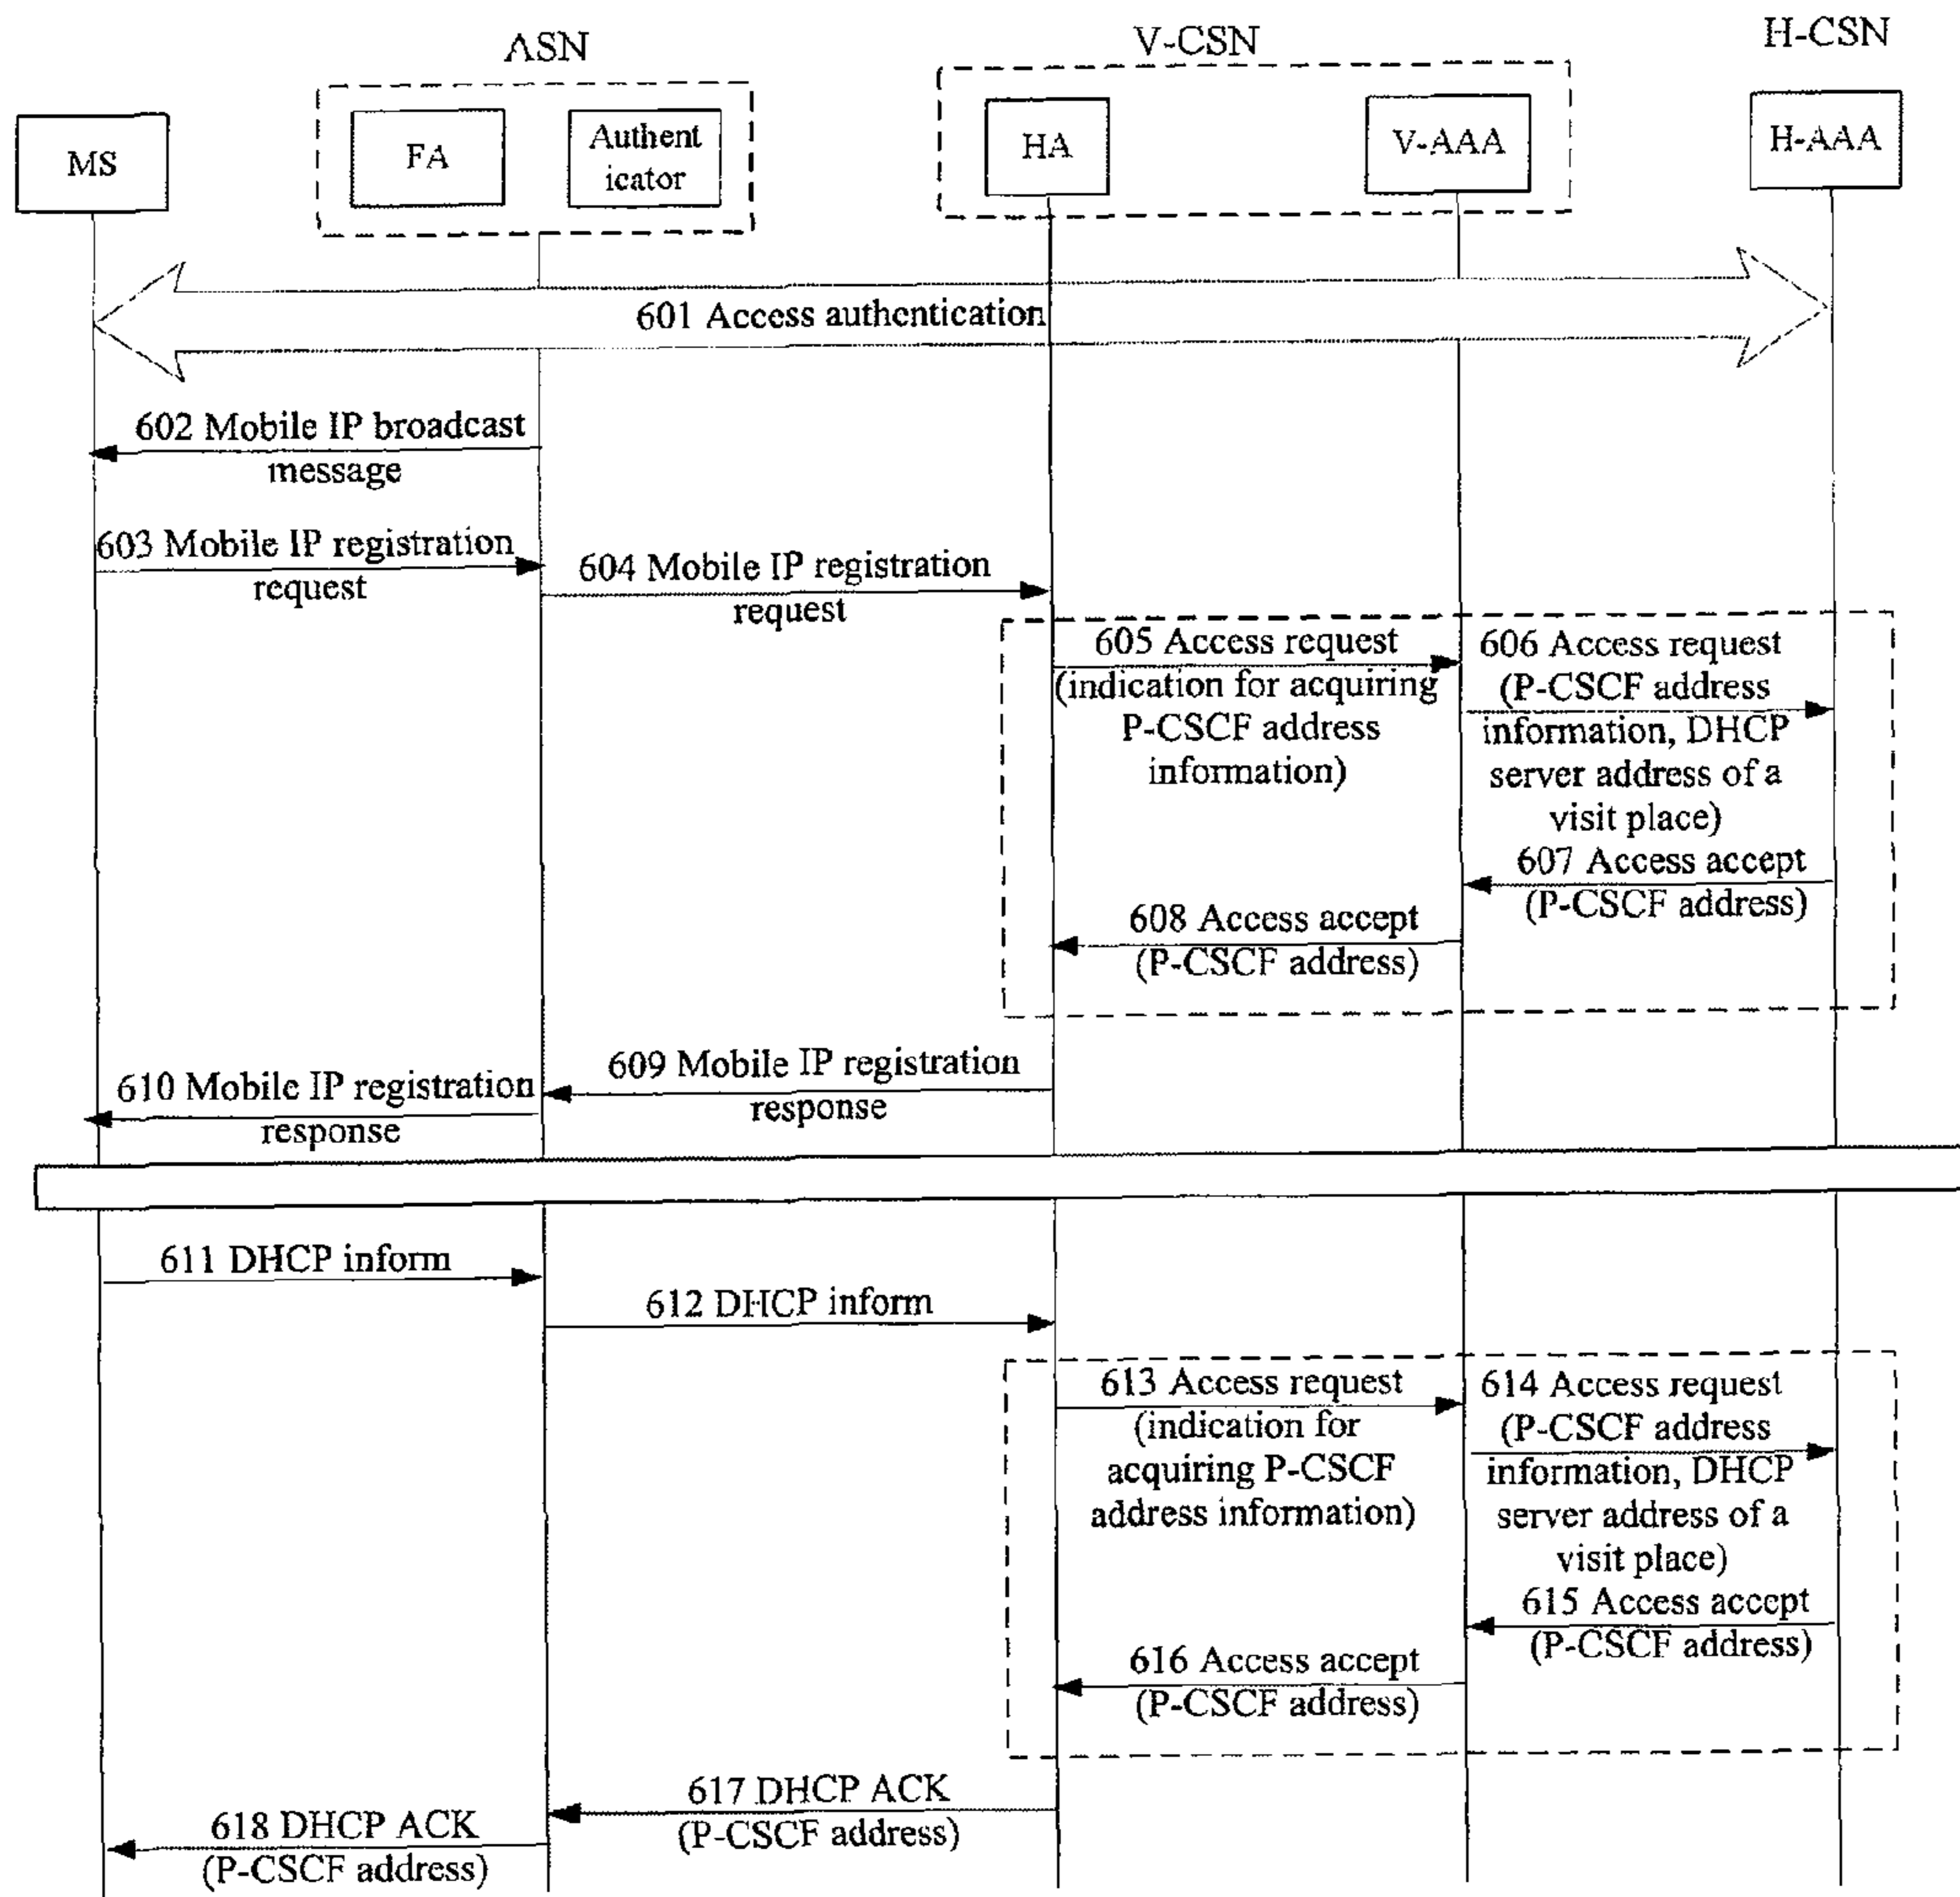 ASN
V-CSN
H-CSN
MS
FA
Authent
icator
HA
V-AAA
H-AAA
601 Access authentication
602 Mobile IP broadcast
message
603 Mobile IP registration
request
604 Mobile IP registration
request
605 Access request
(indication for acquiring
P-CSCF address
information)
606 Access request
(P-CSCF address
information, DHCP
server address of a
visit place)
607 Access accept
(P-CSCF address)
608 Access accept
(P-CSCF address)
609 Mobile IP registration
response
610 Mobile IP registration
response
611 DHCP inform
612 DHCP inform
613 Access request
(indication for
acquiring P-CSCF
address information)
614 Access request
(P-CSCF address
information, DHCP
server address of a
visit place)
615 Access accept
(P-CSCF address)
616 Access accept
(P-CSCF address)
617 DHCP ACK
(P-CSCF address)
618 DHCP ACK
(P-CSCF address)